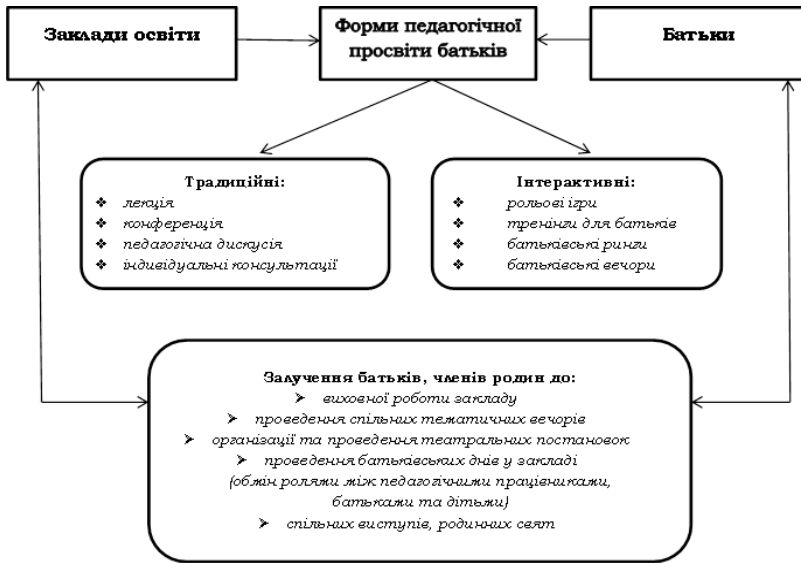 Заклади освіти
Форми педагогічної
просвіти батьків
Батьки
Традиційні:
❖ лекція
❖ конференція
❖ педагогічна дискусія
❖ індивідуальні консультації
Інтерактивні:
❖ рольові ігри
❖ тренінги для батьків
❖ батьківські ринги
❖ батьківські вечори
Залучення батьків, членів родин до:
➤ виховної роботи закладу
➤ проведення спільних тематичних вечорів
➤ організації та проведення театральних постановок
➤ проведення батьківських днів у закладі
(обмін ролями між педагогічними працівниками,
батьками та дітьми)
➤ спільних виступів, родинних свят